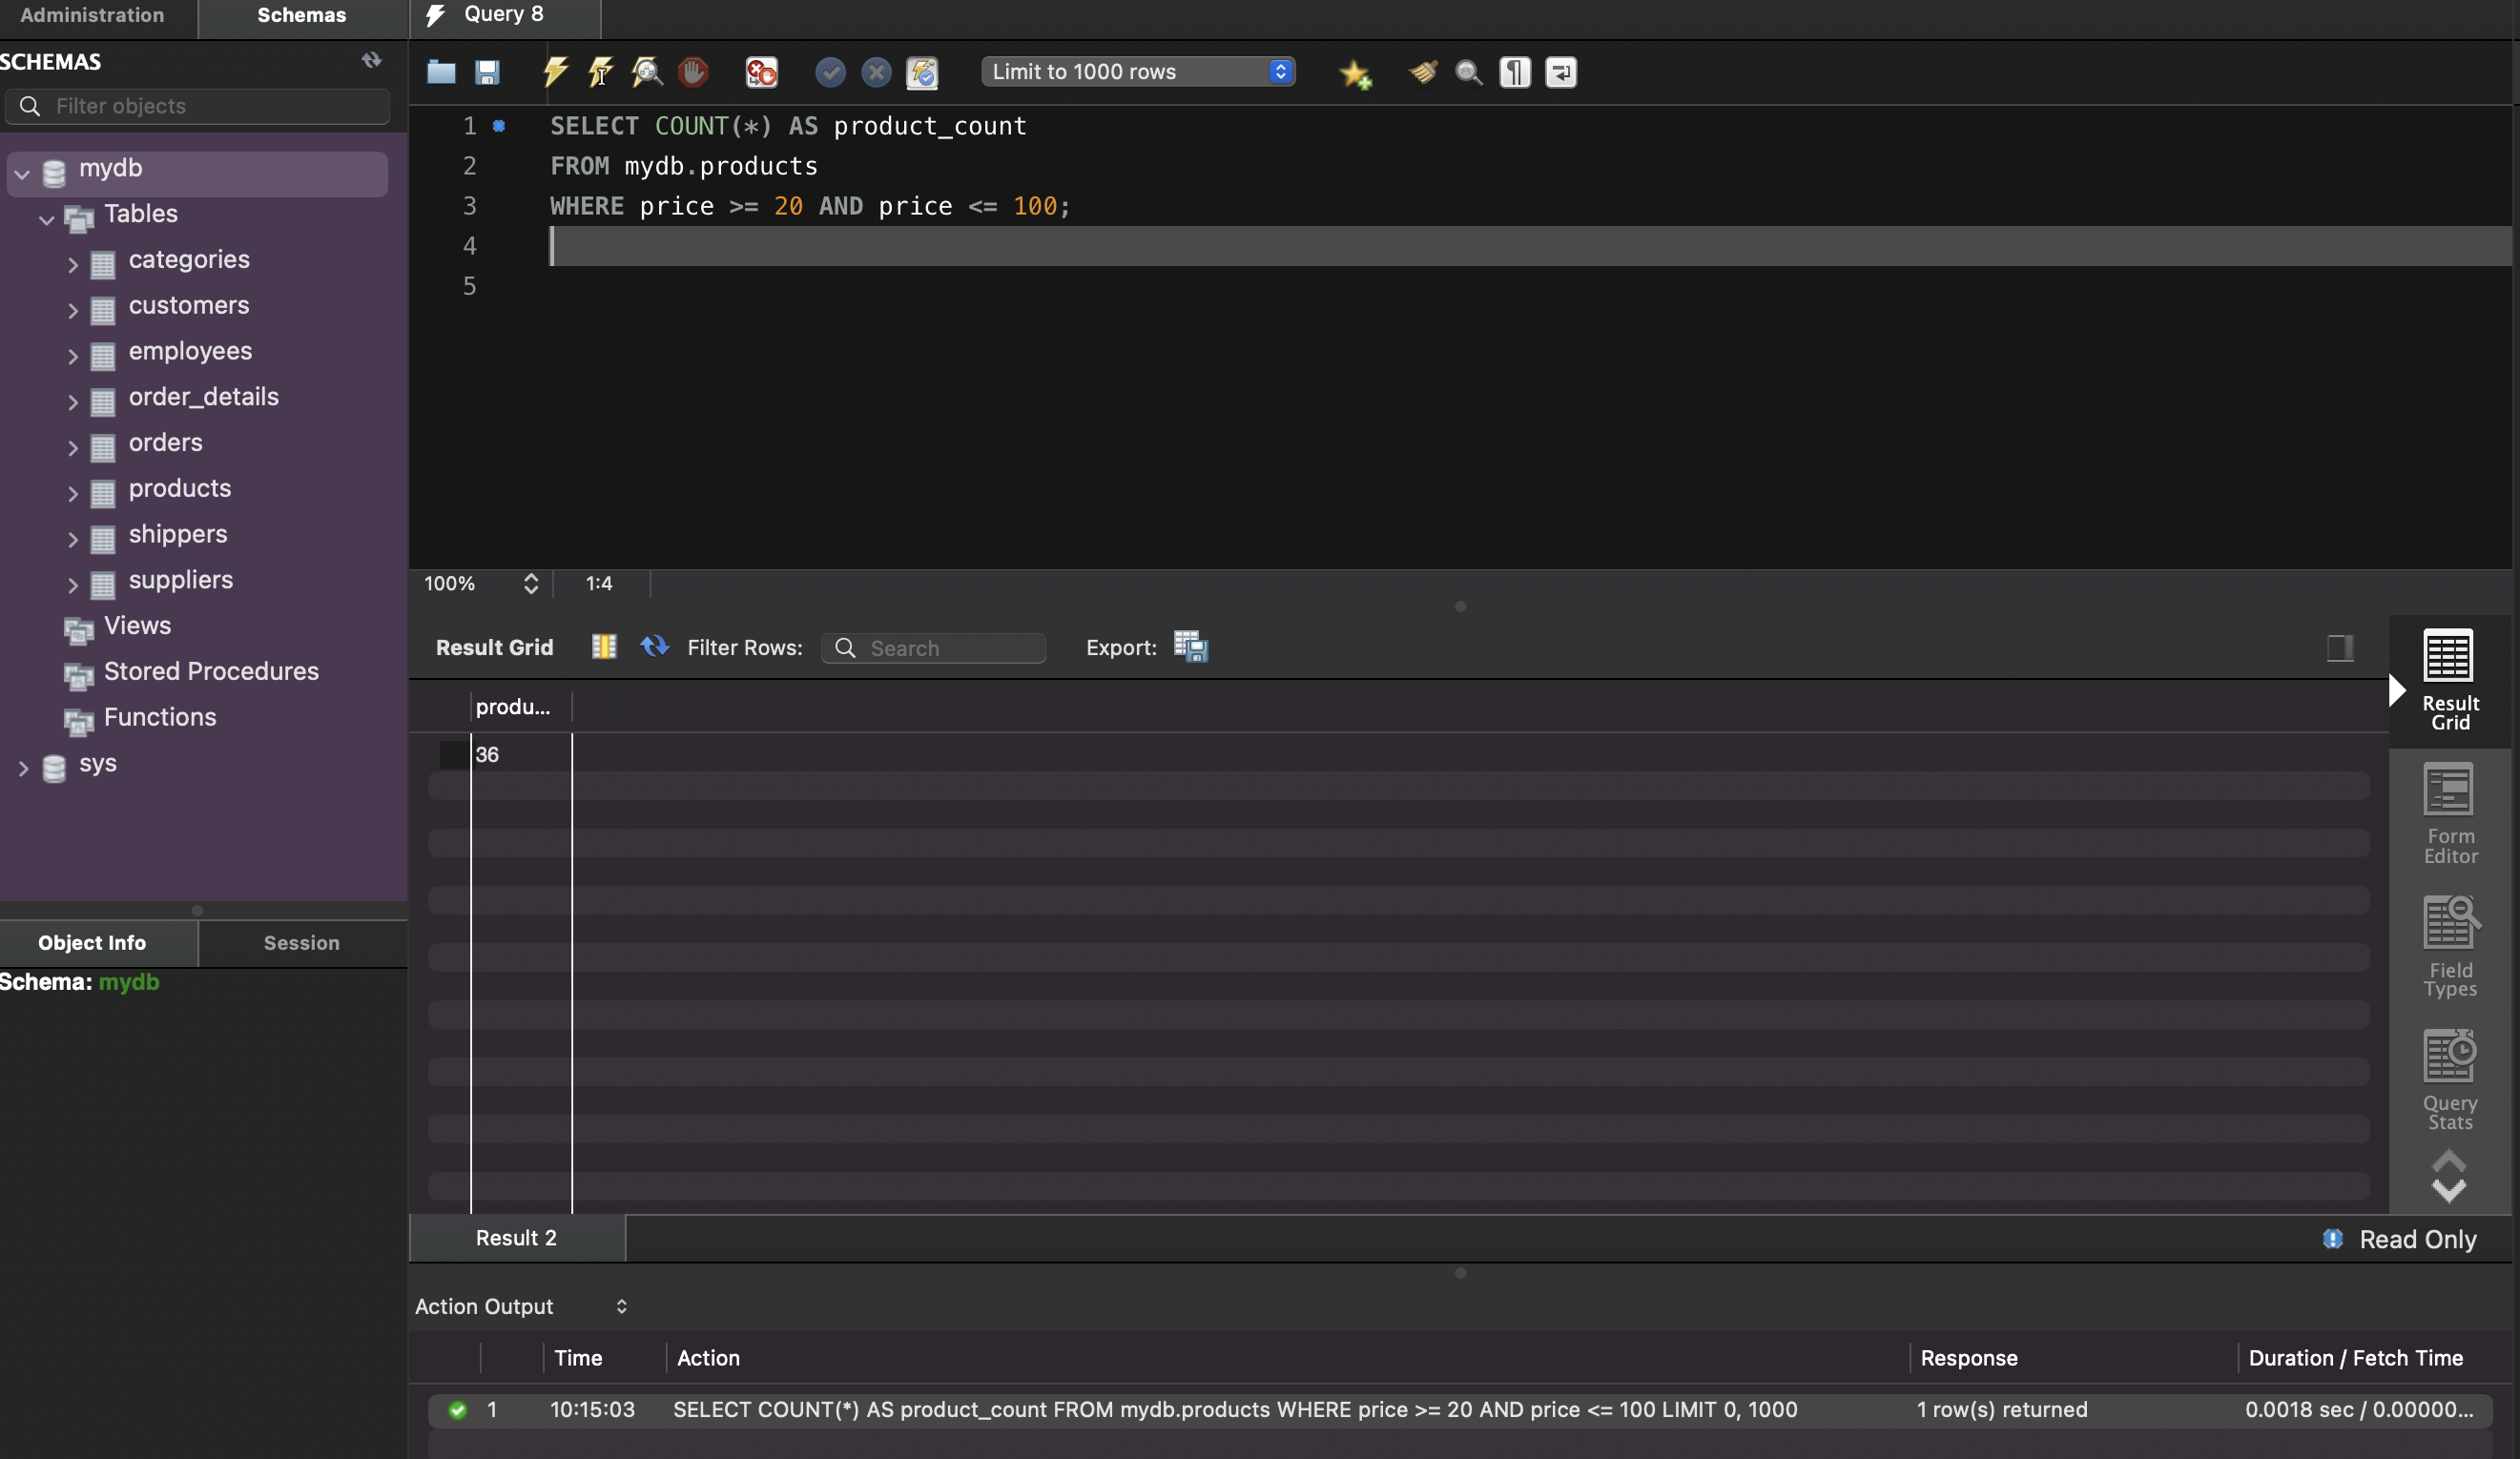 Administration
Schemas
Query 8
SCHEMAS
Filter objects
mydb
Tables
categories
customers
employees
order_details
orders
products
shippers
suppliers
Views
Stored Procedures
Functions
sys
Object Info
Session
Schema: mydb
Limit to 1000 rows
1 SELECT COUNT(*) AS product_count
2 FROM mydb.products
3 WHERE price >= 20 AND price <= 100;
4
5
100% 1:4
Result Grid Filter Rows: Search Export:
produ...
36
Result
Grid
Form
Editor
Field
Types
Query
Stats
Result 2
Read Only
Action Output
Time Action Response Duration / Fetch Time
1 10:15:03 SELECT COUNT(*) AS product_count FROM mydb.products WHERE price >= 20 AND price <= 100 LIMIT 0, 1000 1 row(s) returned 0.0018 sec / 0.00000...